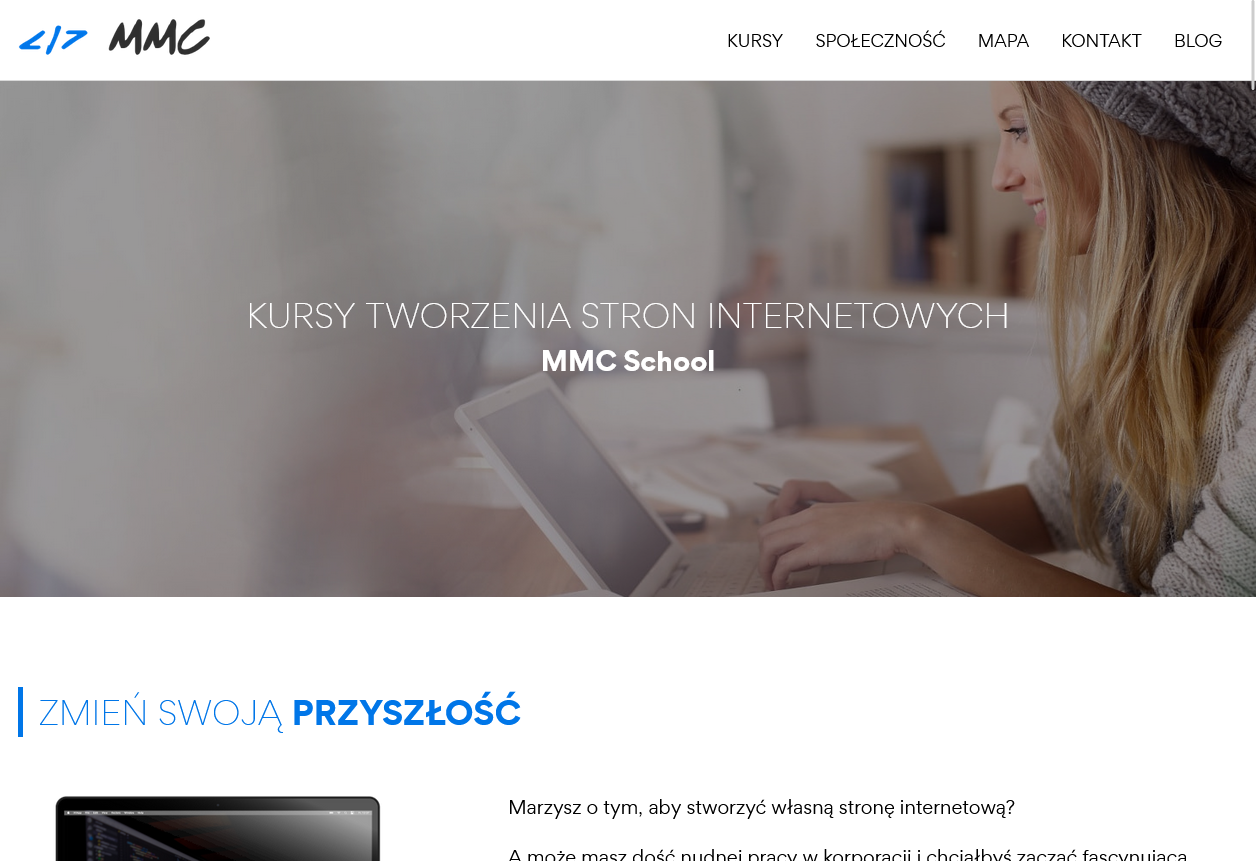 </> MMC
KURSY SPOŁECZNOŚĆ MAPA KONTAKT BLOG
KURSY TWORZENIA STRON INTERNETOWYCH
MMC School
ZMIEŃ SWOJĄ PRZYSZŁOŚĆ
Marzysz o tym, aby stworzyć własną stronę internetową?
A może masz dość nudnej pracy w korporacji i chciałbyś zacząć fascynującą